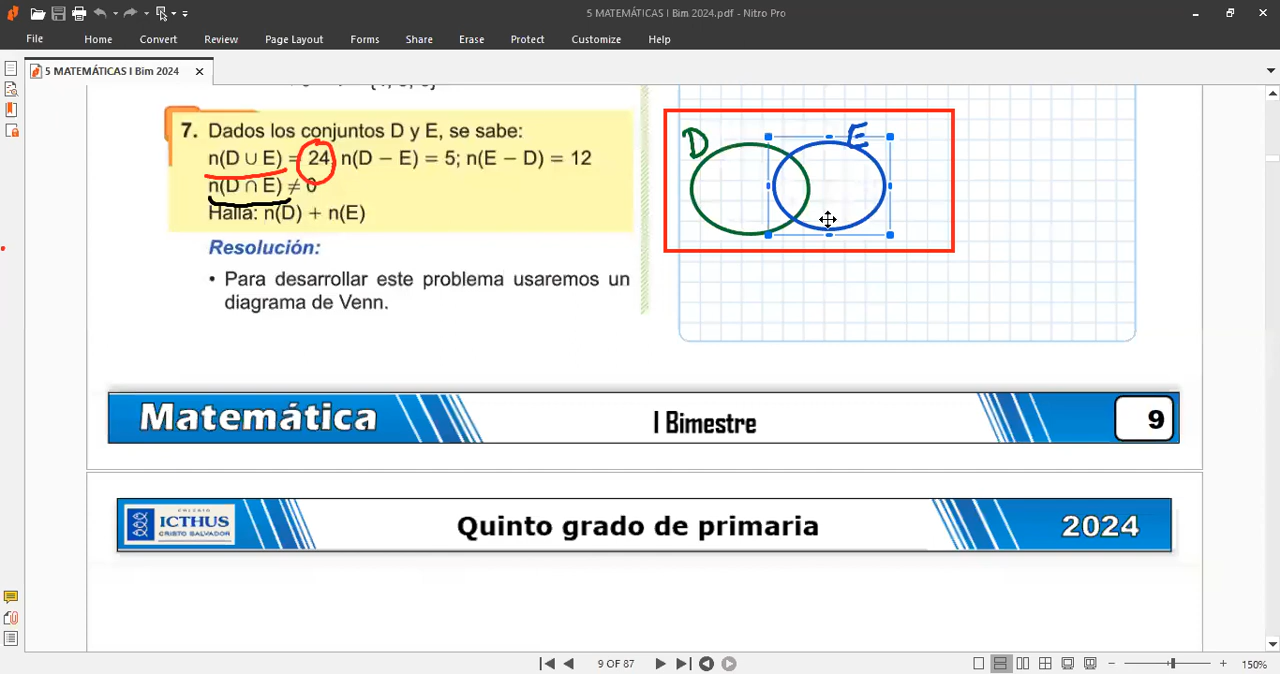 5 MATEMÁTICAS I Bim 2024.pdf - Nitro Pro
File Home Convert Review Page Layout Forms Share Erase Protect Customize Help
5 MATEMÁTICAS I Bim 2024
7. Dados los conjuntos D y E, se sabe:
n(D ∪ E) = 24 n(D − E) = 5; n(E − D) = 12
n(D ∩ E) ≠ 0
Halla: n(D) + n(E)
Resolución:
• Para desarrollar este problema usaremos un
diagrama de Venn.
D E
Matemática I Bimestre 9
COLEGIO
ICTHUS
CRISTO SALVADOR
Quinto grado de primaria 2024
9 OF 87
150%